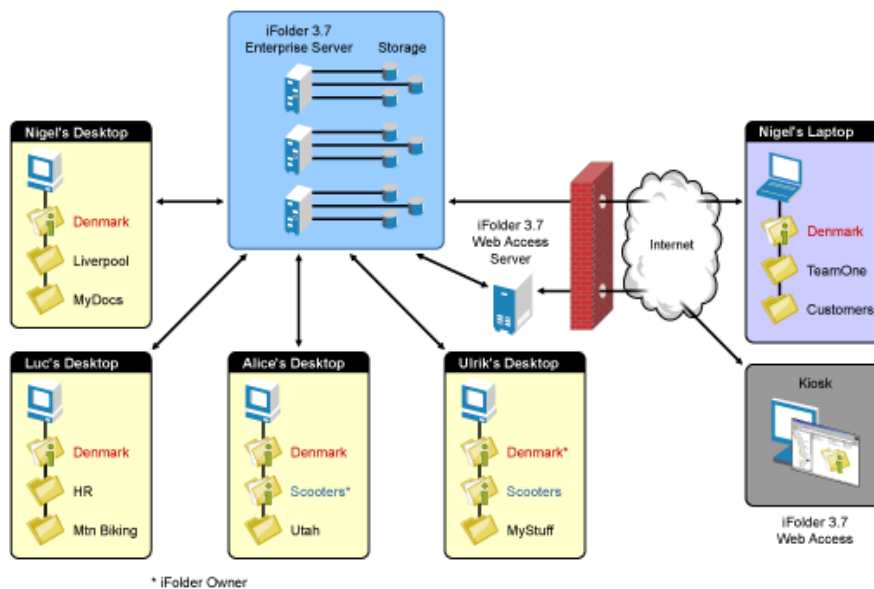 iFolder 3.7
Enterprise Server
Storage
Nigel's Desktop
Denmark
Liverpool
MyDocs
Nigel's Laptop
Denmark
TeamOne
Customers
iFolder 3.7
Web Access
Server
Internet
Luc's Desktop
Denmark
HR
Mtn Biking
Alice's Desktop
Denmark
Scooters*
Utah
Ulrik's Desktop
Denmark*
Scooters
MyStuff
Kiosk
iFolder 3.7
Web Access
* iFolder Owner